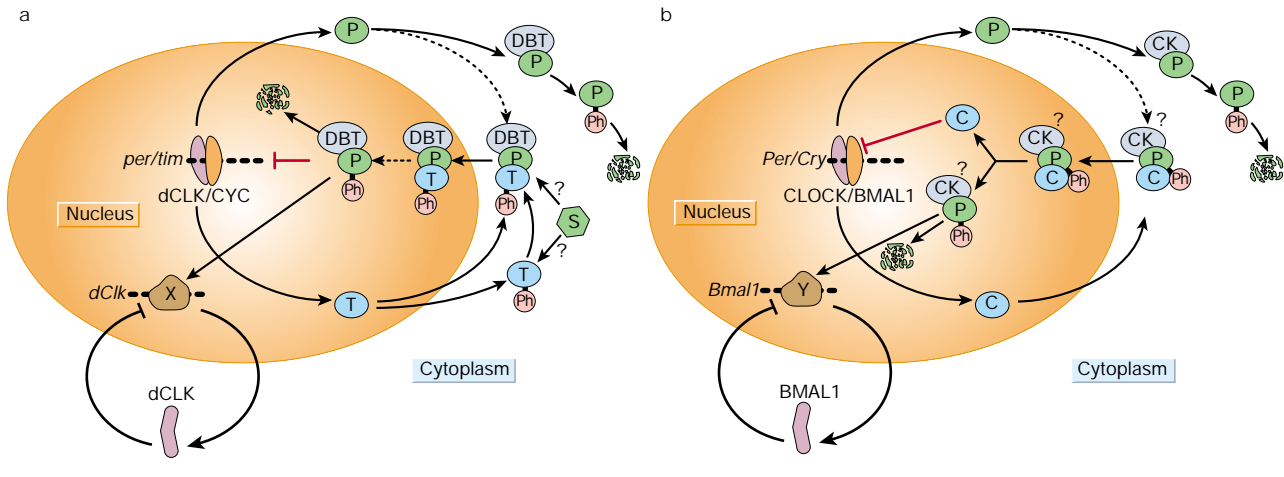 a
P
DBT
P
P
Ph
DBT
P
Ph
DBT
P
T
Ph
DBT
P
T
Ph
per/tim
dCLK/CYC
Nucleus
?
S
?
T
Ph
dClk
X
T
Cytoplasm
dCLK
b
P
CK
P
P
Ph
C
?
CK
P
C
Ph
?
CK
P
C
Ph
Per/Cry
CLOCK/BMAL1
?
CK
P
Ph
Nucleus
Bmal1
Y
C
Cytoplasm
BMAL1